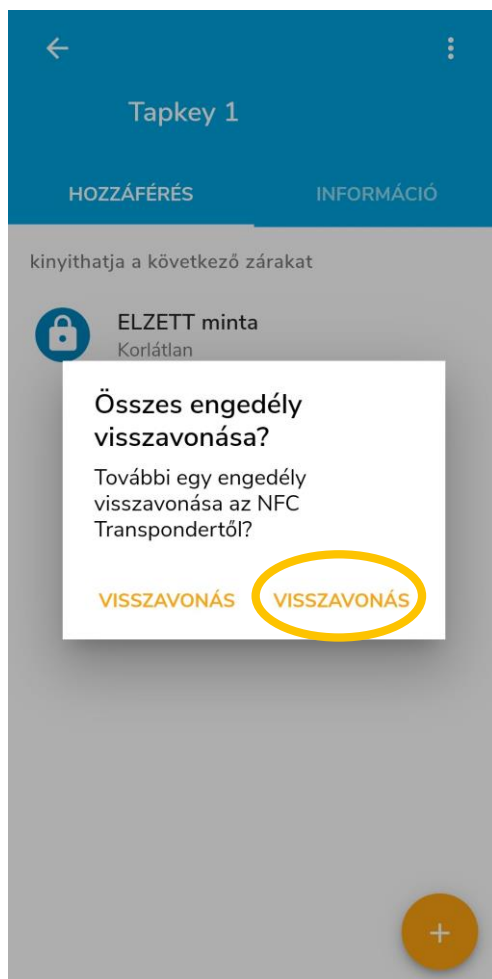 Tapkey 1
HOZZÁFÉRÉS INFORMÁCIÓ
kinyithatja a következő zárakat
ELZETT minta
Korlátlan
Összes engedély
visszavonása?
További egy engedély
visszavonása az NFC
Transpondertől?
VISSZAVONÁS VISSZAVONÁS